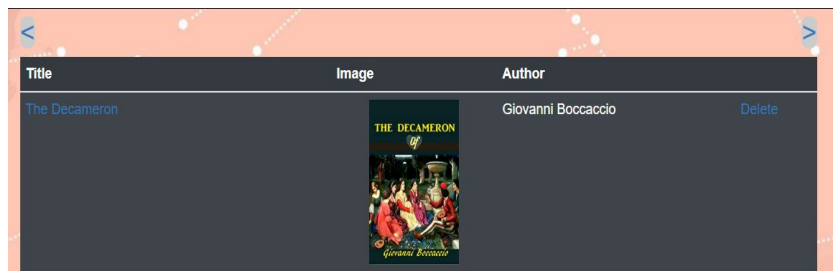 < >
Title Image Author
The Decameron Giovanni Boccaccio Delete
THE DECAMERON
Of
Giovanni Boccaccio